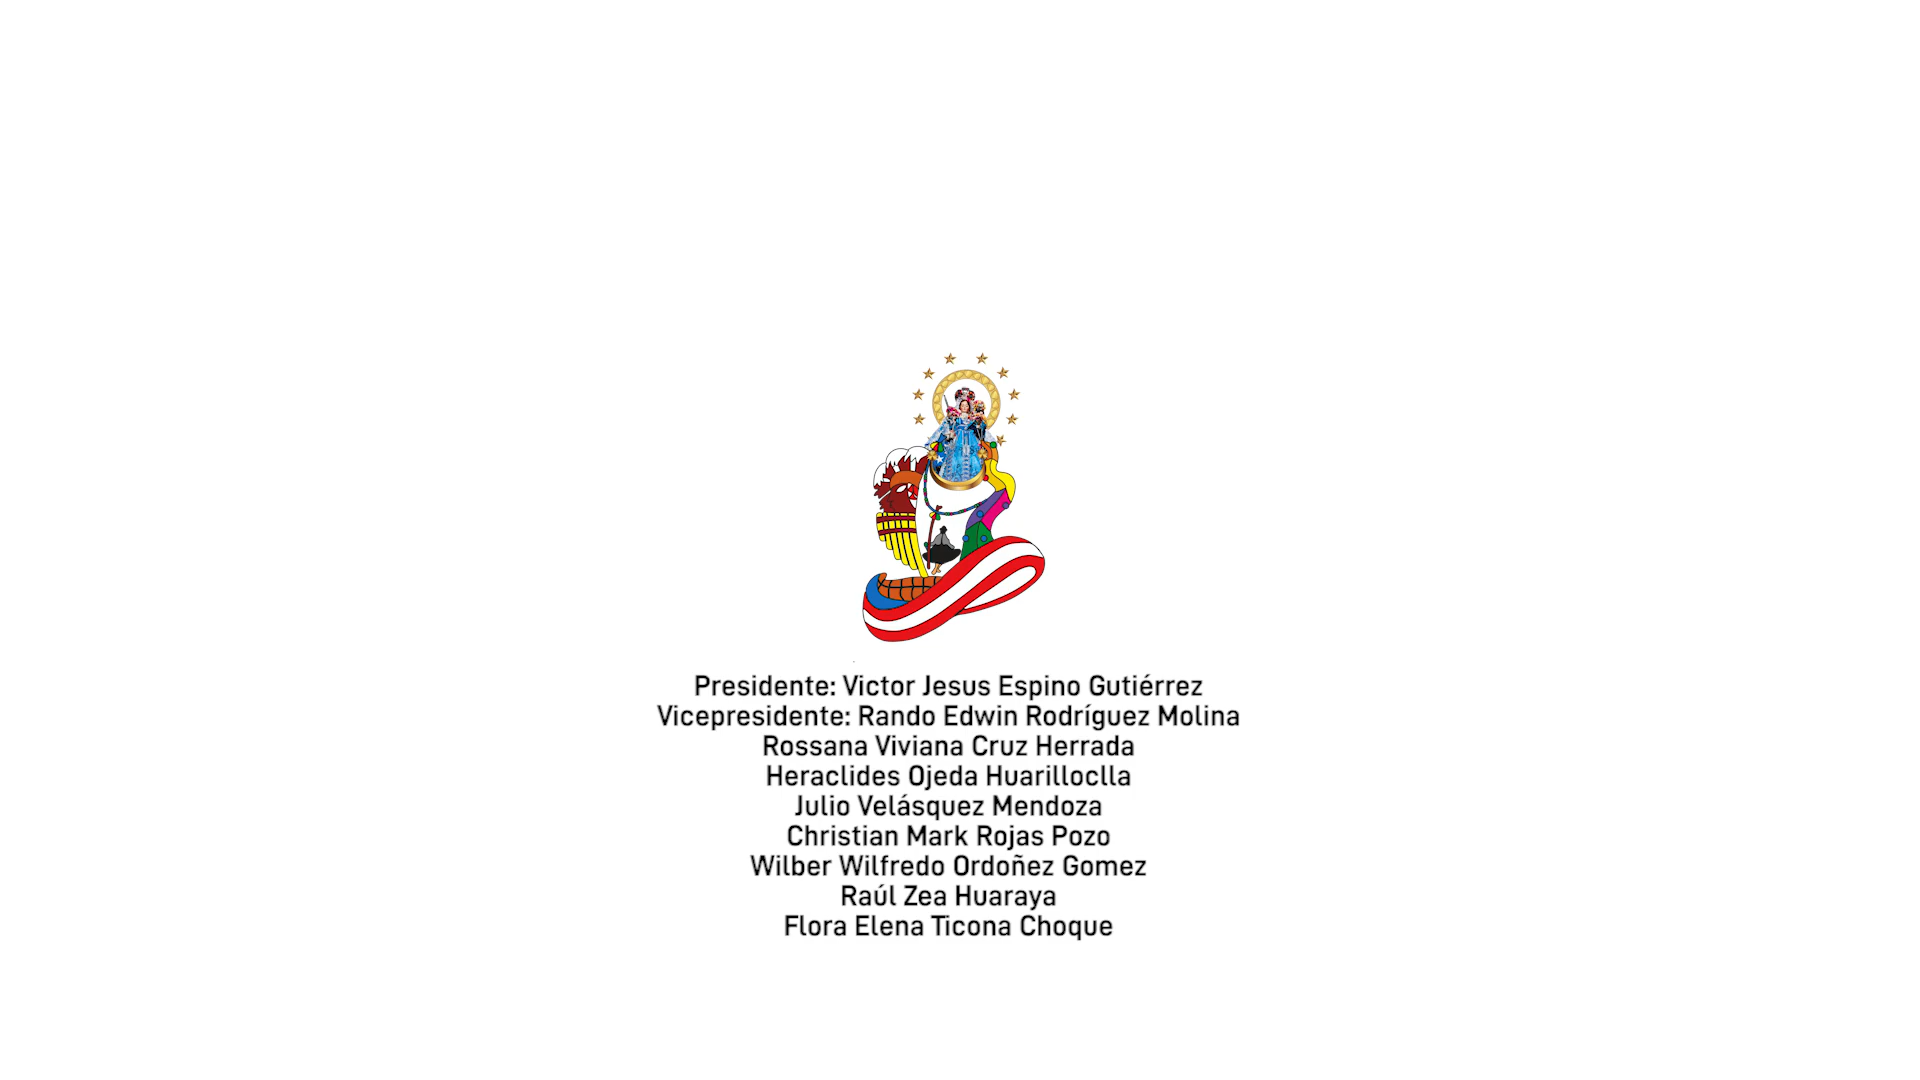 Presidente: Victor Jesus Espino Gutiérrez
Vicepresidente: Rando Edwin Rodríguez Molina
Rossana Viviana Cruz Herrada
Heraclides Ojeda Huarilloclla
Julio Velásquez Mendoza
Christian Mark Rojas Pozo
Wilber Wilfredo Ordoñez Gomez
Raúl Zea Huaraya
Flora Elena Ticona Choque